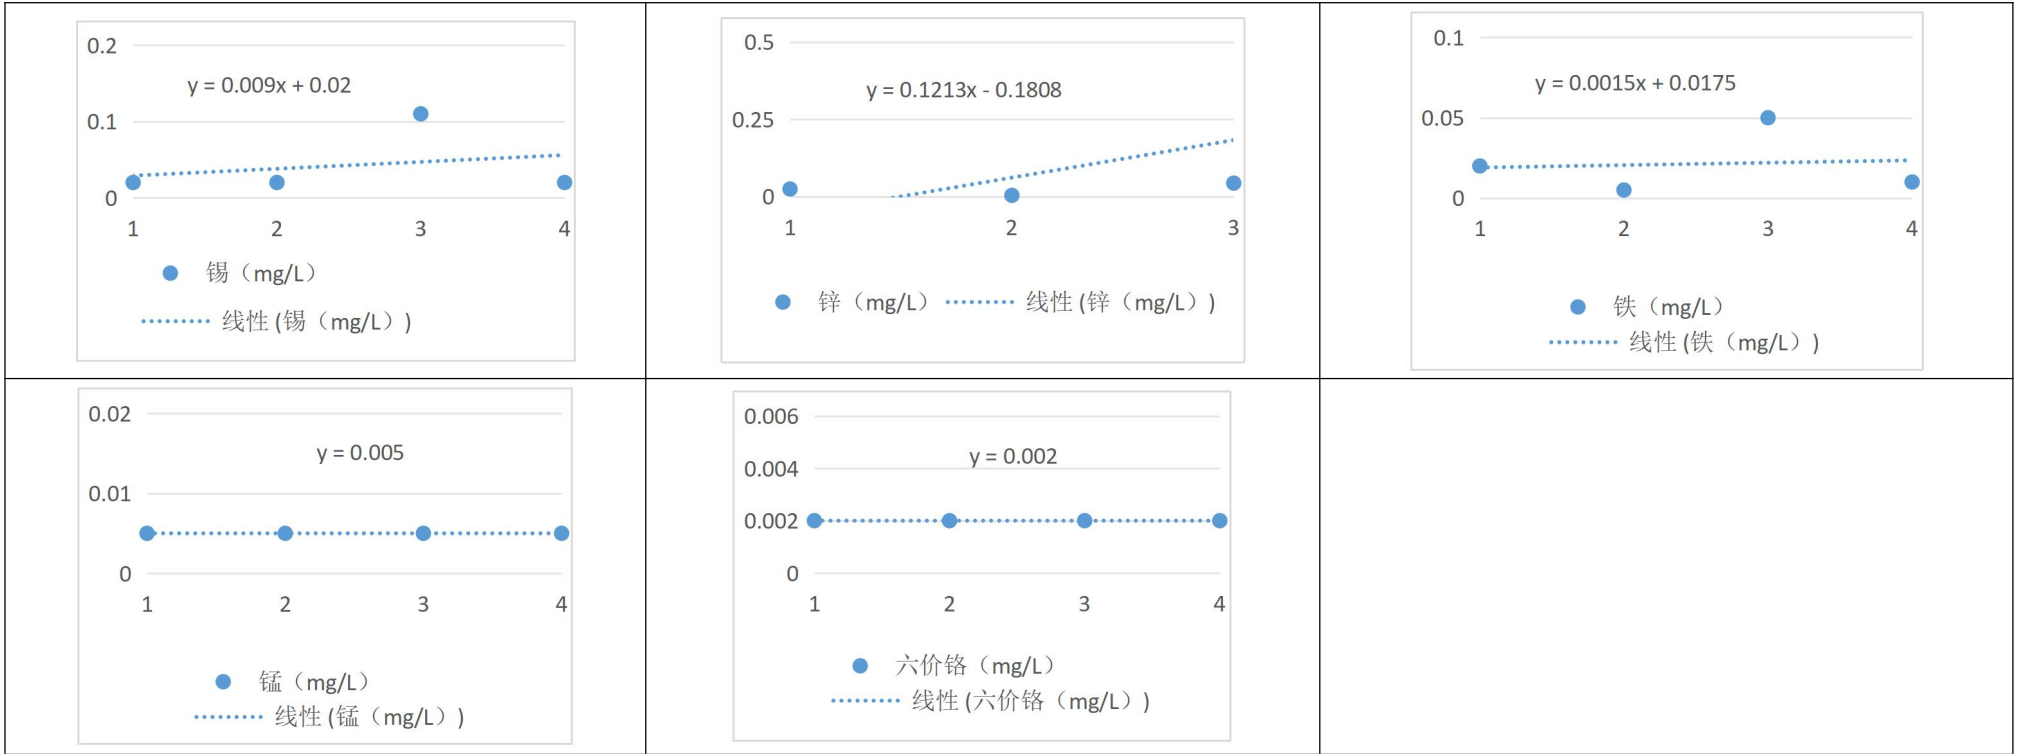 0.2
y = 0.009x + 0.02
0.1
0
1 2 3 4
锡（mg/L）
线性 (锡（mg/L）)
0.5
y = 0.1213x - 0.1808
0.25
0
1 2 3
锌（mg/L） 线性 (锌（mg/L）)
0.1
y = 0.0015x + 0.0175
0.05
0
1 2 3 4
铁（mg/L）
线性 (铁（mg/L）)
0.02
y = 0.005
0.01
0
1 2 3 4
锰（mg/L）
线性 (锰（mg/L）)
0.006
y = 0.002
0.004
0.002
0
1 2 3 4
六价铬（mg/L）
线性 (六价铬（mg/L）)